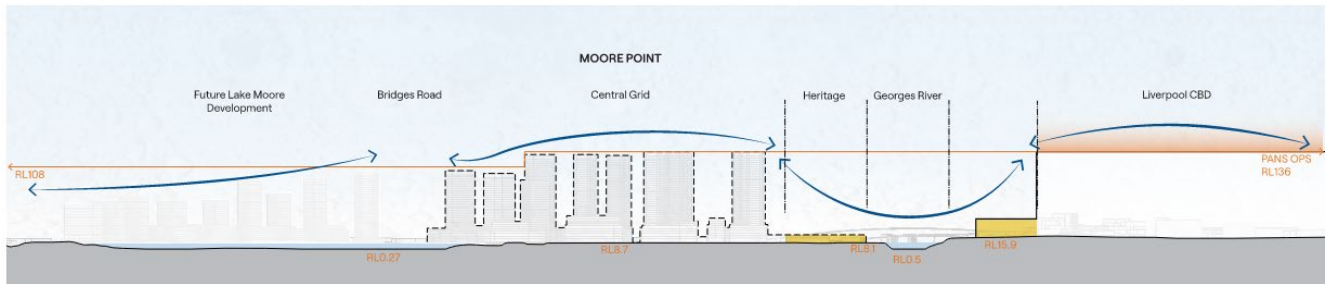 MOORE POINT
Future Lake Moore
Development
Bridges Road
Central Grid
Heritage
Georges River
Liverpool CBD
RL108
PANS OPS
RL136
RL0.27
RL8.7
RL8.1
RL0.5
RL15.9